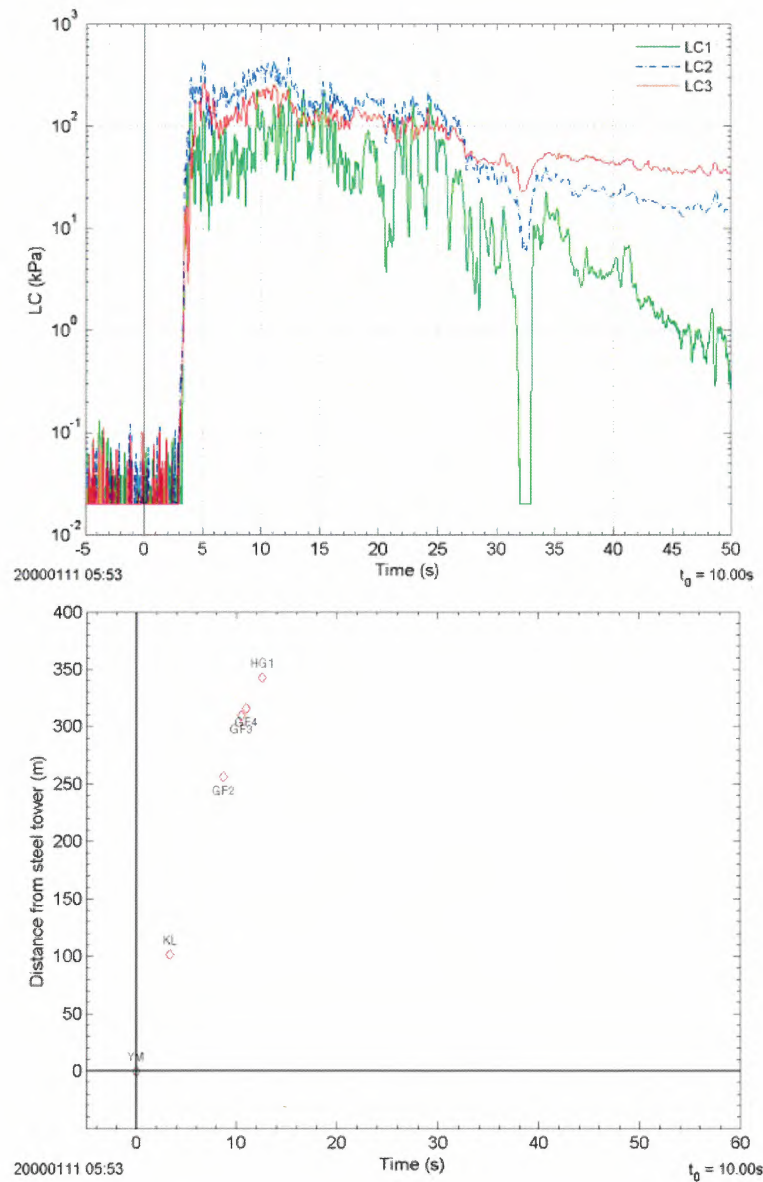 10³
10²
10¹
10⁰
10⁻¹
10⁻²
LC (kPa)
LC1
LC2
LC3
-5 0 5 10 15 20 25 30 35 40 45 50
20000111 05:53 Time (s) t₀ = 10.00s
400
350
300
250
200
150
100
50
0
Distance from steel tower (m)
HG1
GF4
GF3
GF2
KL
YM
0 10 20 30 40 50 60
20000111 05:53 Time (s) t₀ = 10.00s